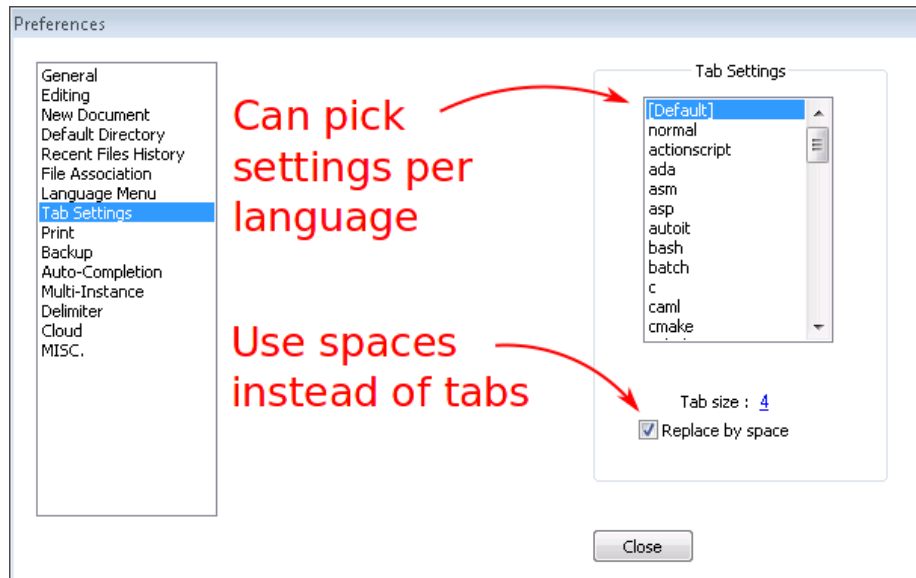 Preferences
General
Editing
New Document
Default Directory
Recent Files History
File Association
Language Menu
Tab Settings
Print
Backup
Auto-Completion
Multi-Instance
Delimiter
Cloud
MISC.
Can pick
settings per
language
Use spaces
instead of tabs
Tab Settings
[Default]
normal
actionscript
ada
asm
asp
autoit
bash
batch
c
caml
cmake
Tab size : 4
Replace by space
Close